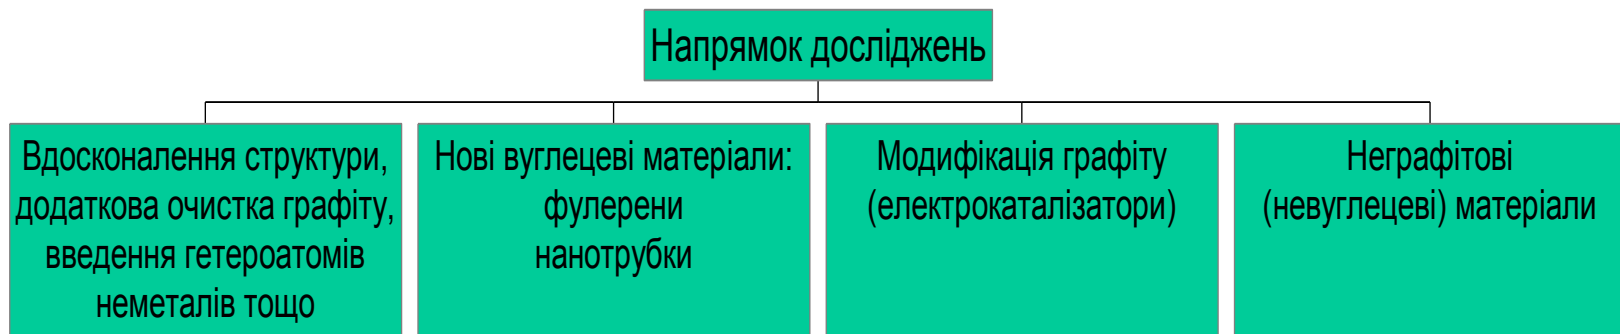 Напрямок досліджень
Вдосконалення структури,
додаткова очистка графіту,
введення гетероатомів
неметалів тощо
Нові вуглецеві матеріали:
фулерени
нанотрубки
Модифікація графіту
(електрокаталізатори)
Неграфітові
(невуглецеві) матеріали